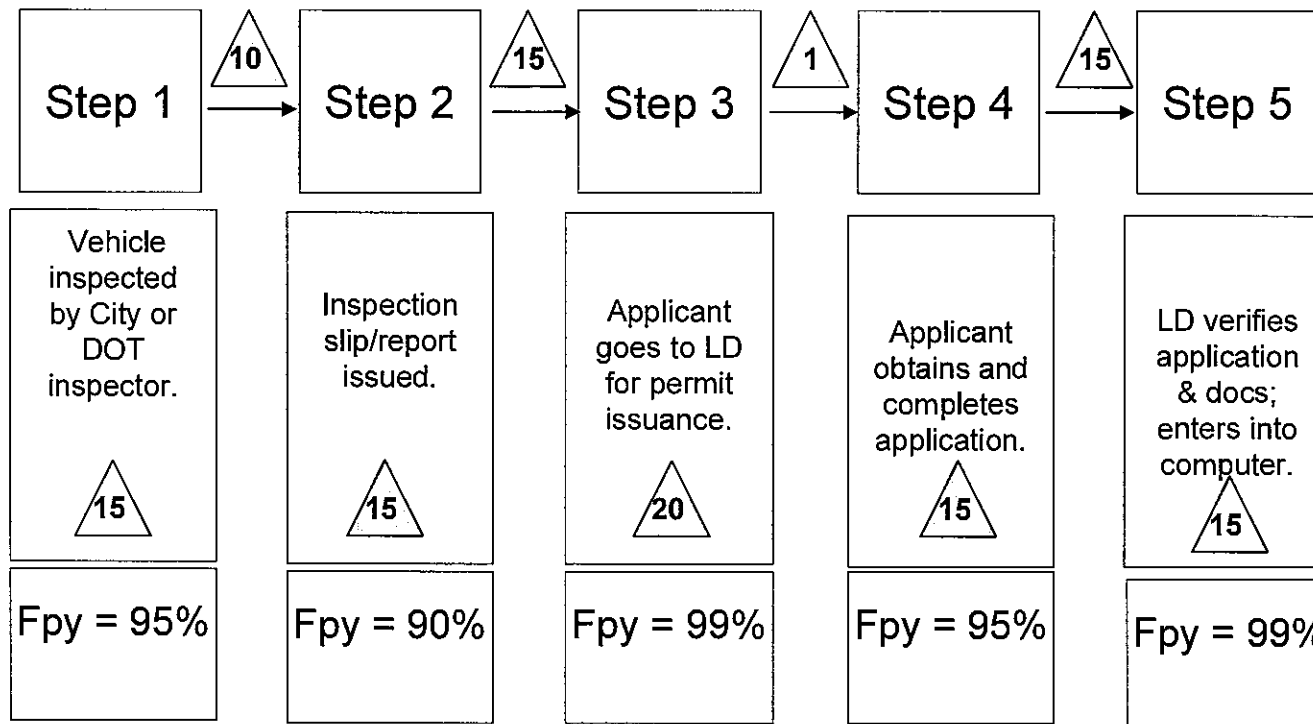 10
15
1
15
Step 1
Step 2
Step 3
Step 4
Step 5
Vehicle
inspected
by City or
DOT
inspector.
15
Inspection
slip/report
issued.
15
Applicant
goes to LD
for permit
issuance.
20
Applicant
obtains and
completes
application.
15
LD verifies
application
& docs;
enters into
computer.
15
Fpy = 95%
Fpy = 90%
Fpy = 99%
Fpy = 95%
Fpy = 99%